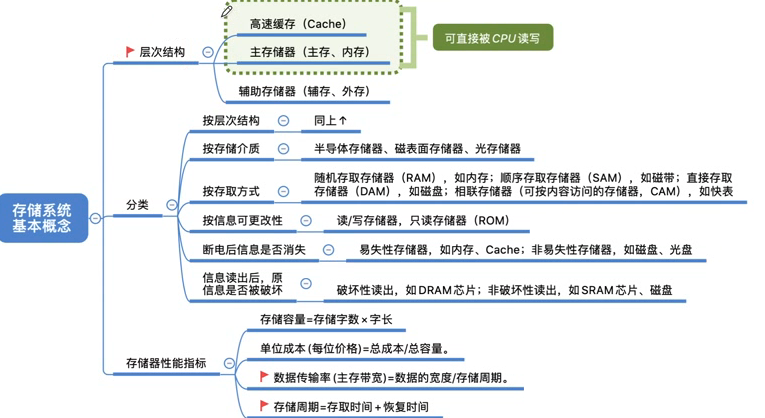 高速缓存（Cache）
层次结构
主存储器（主存、内存）
可直接被CPU读写
辅助存储器（辅存、外存）
按层次结构
同上↑
按存储介质
半导体存储器、磁表面存储器、光存储器
按存取方式
随机存取存储器（RAM），如内存；顺序存取存储器（SAM），如磁带；直接存取
存储器（DAM），如磁盘；相联存储器（可按内容访问的存储器，CAM），如快表
存储系统
基本概念
分类
按信息可更改性
读/写存储器，只读存储器（ROM）
断电后信息是否消失
易失性存储器，如内存、Cache；非易失性存储器，如磁盘、光盘
信息读出后，原
信息是否被破坏
破坏性读出，如DRAM芯片；非破坏性读出，如SRAM芯片、磁盘
存储器性能指标
存储容量=存储字数×字长
单位成本(每位价格)=总成本/总容量。
数据传输率(主存带宽)=数据的宽度/存储周期。
存储周期=存取时间+恢复时间